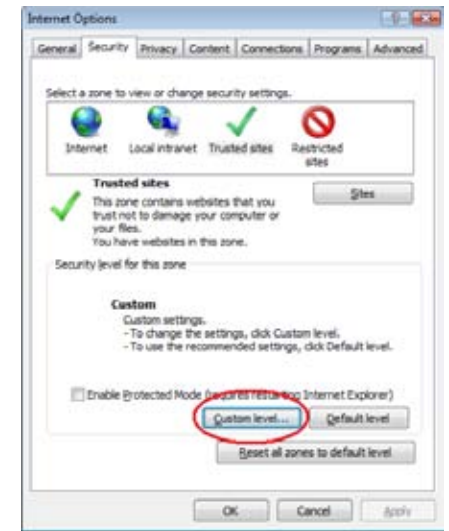 Internet Options
General Security Privacy Content Connections Programs Advanced
Select a zone to view or change security settings.
Internet Local intranet Trusted sites Restricted sites
Trusted sites
Sites
This zone contains websites that you
trust not to damage your computer or
your files.
You have websites in this zone.
Security level for this zone
Custom
Custom settings.
- To change the settings, click Custom level.
- To use the recommended settings, click Default level.
Enable Protected Mode (requires restarting Internet Explorer)
Custom level... Default level
Reset all zones to default level
OK Cancel Apply